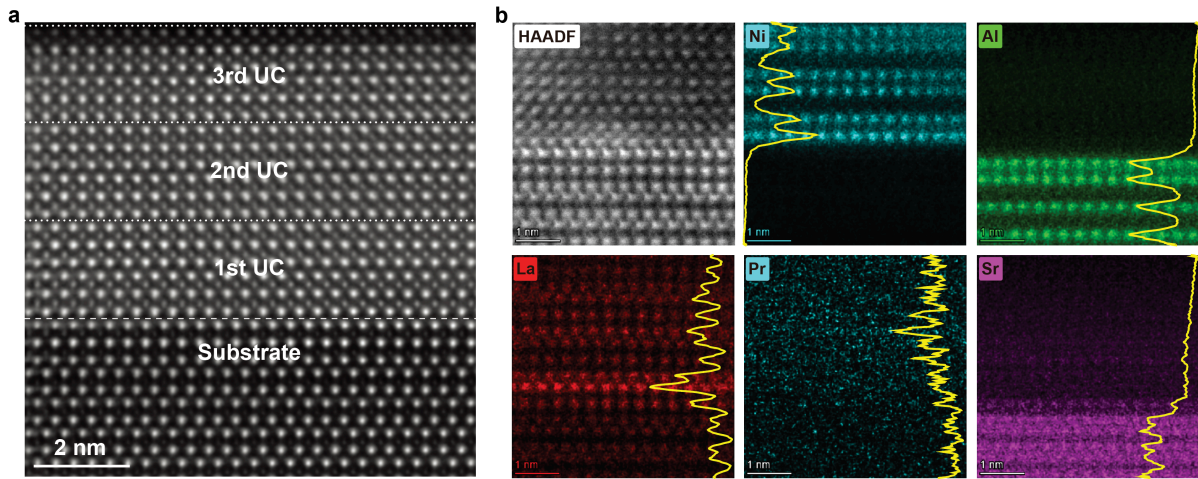 a
3rd UC
2nd UC
1st UC
Substrate
2 nm
b
HAADF
1 nm
Ni
1 nm
Al
1 nm
La
1 nm
Pr
1 nm
Sr
1 nm